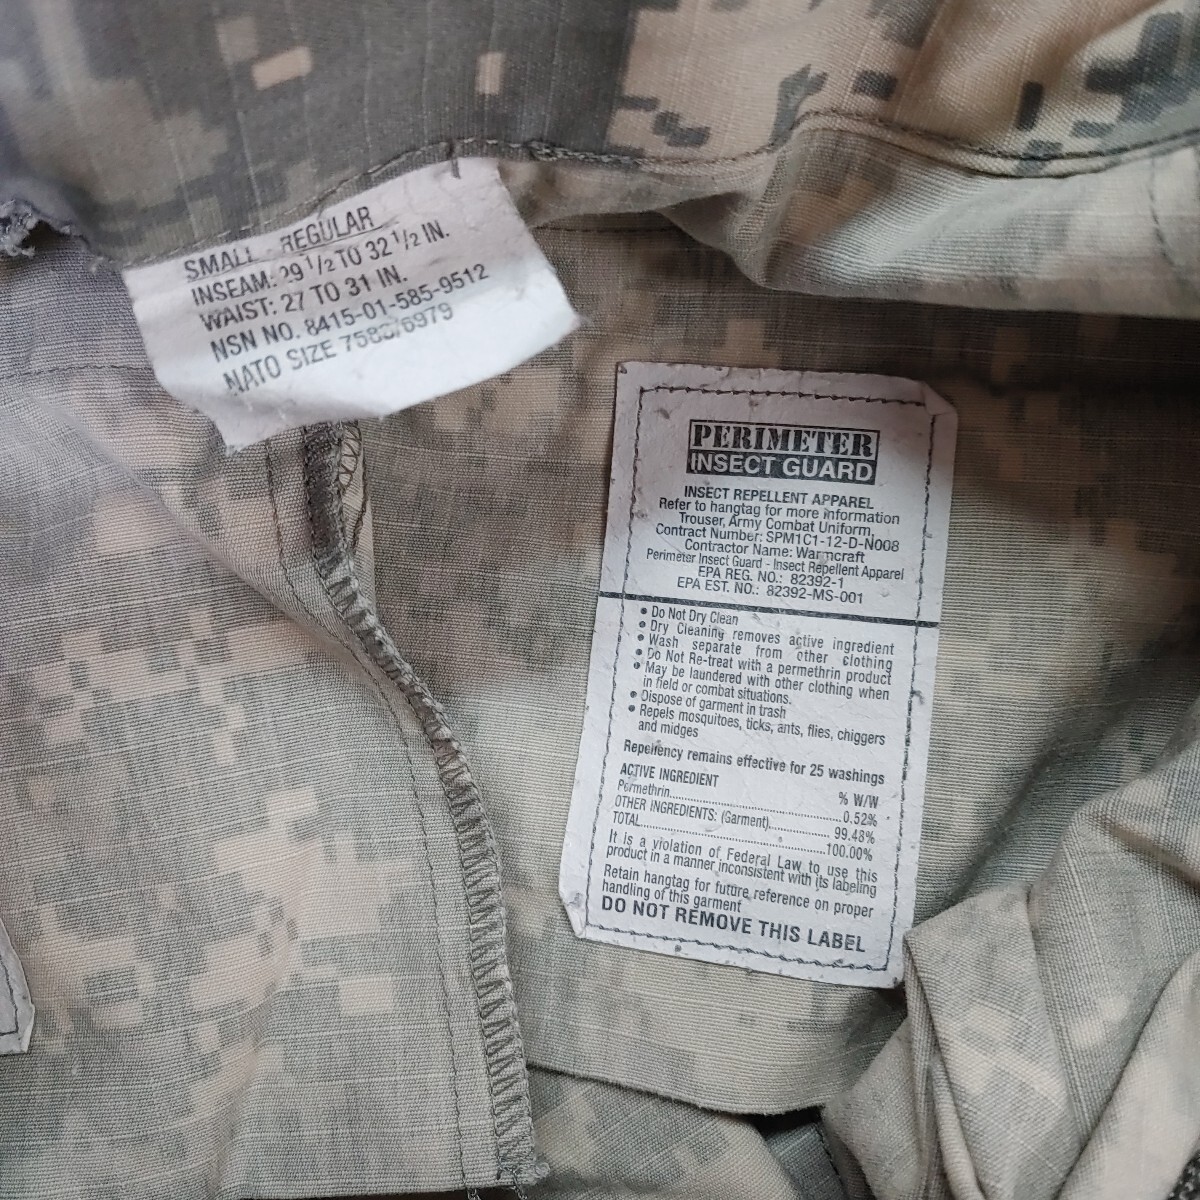 SMALL - REGULAR
INSEAM: 29 1/2 TO 32 1/2 IN.
WAIST: 27 TO 31 IN.
NSN NO. 8415-01-585-9512
NATO SIZE
PERIMETER
INSECT GUARD
INSECT REPELLENT APPAREL
Refer to hangtag for more information
Trouser, Army Combat Uniform,
Contract Number: SPM1C1-12-D-N008
Contractor Name: Warmcraft
Perimeter Insect Guard - Insect Repellent Apparel
EPA REG. NO.: 82392-1
EPA EST. NO.: 82392-MS-001
• Do Not Dry Clean
• Dry Cleaning removes active ingredient
• Wash separate from other clothing
• Do Not Re-treat with a permethrin product
• May be laundered with other clothing when
in field or combat situations.
• Dispose of garment in trash
• Repels mosquitoes, ticks, ants, flies, chiggers
and midges
Repellency remains effective for 25 washings
ACTIVE INGREDIENT % W/W
Permethrin..........................................0.52%
OTHER INGREDIENTS: (Garment)............... 99.48%
TOTAL..............................................100.00%
It is a violation of Federal Law to use this
product in a manner inconsistent with its labeling
Retain hangtag for future reference on proper
handling of this garment
DO NOT REMOVE THIS LABEL